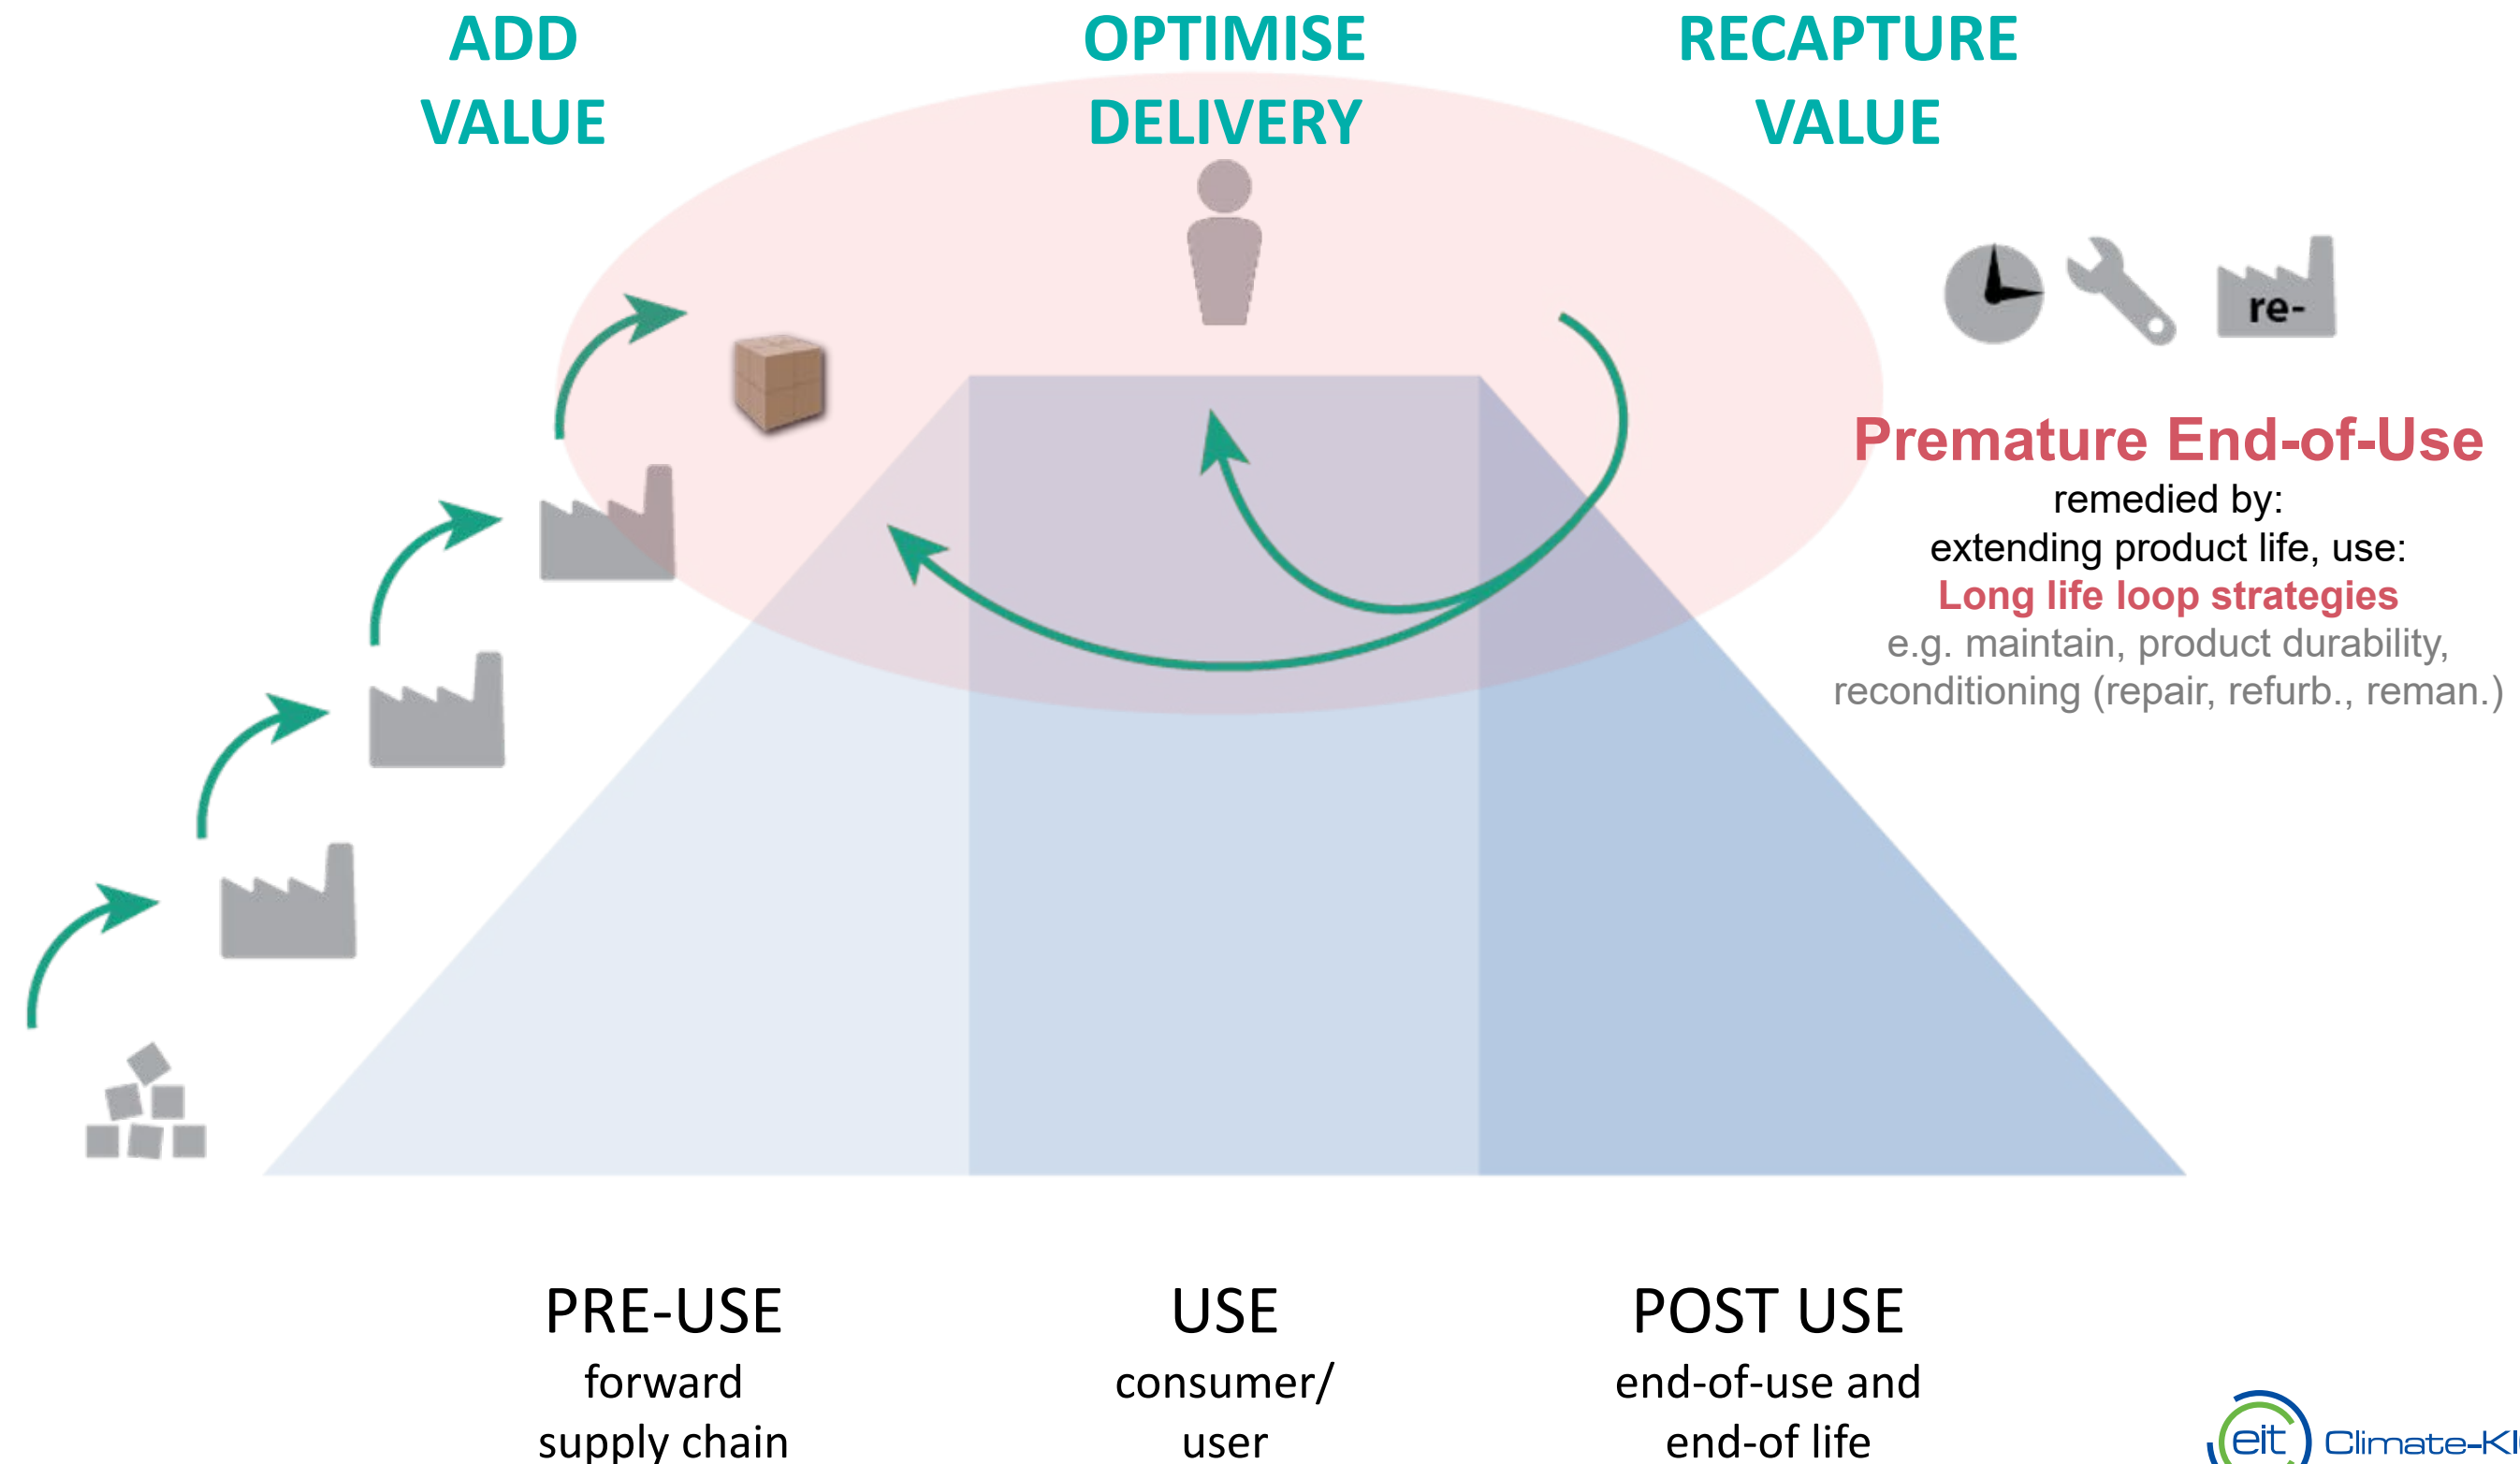 ADD
VALUE
OPTIMISE
DELIVERY
RECAPTURE
VALUE
re-
Premature End-of-Use
remedied by:
extending product life, use:
Long life loop strategies
e.g. maintain, product durability,
reconditioning (repair, refurb., reman.)
PRE-USE
forward
supply chain
USE
consumer/
user
POST USE
end-of-use and
end-of life
eit Climate-KI